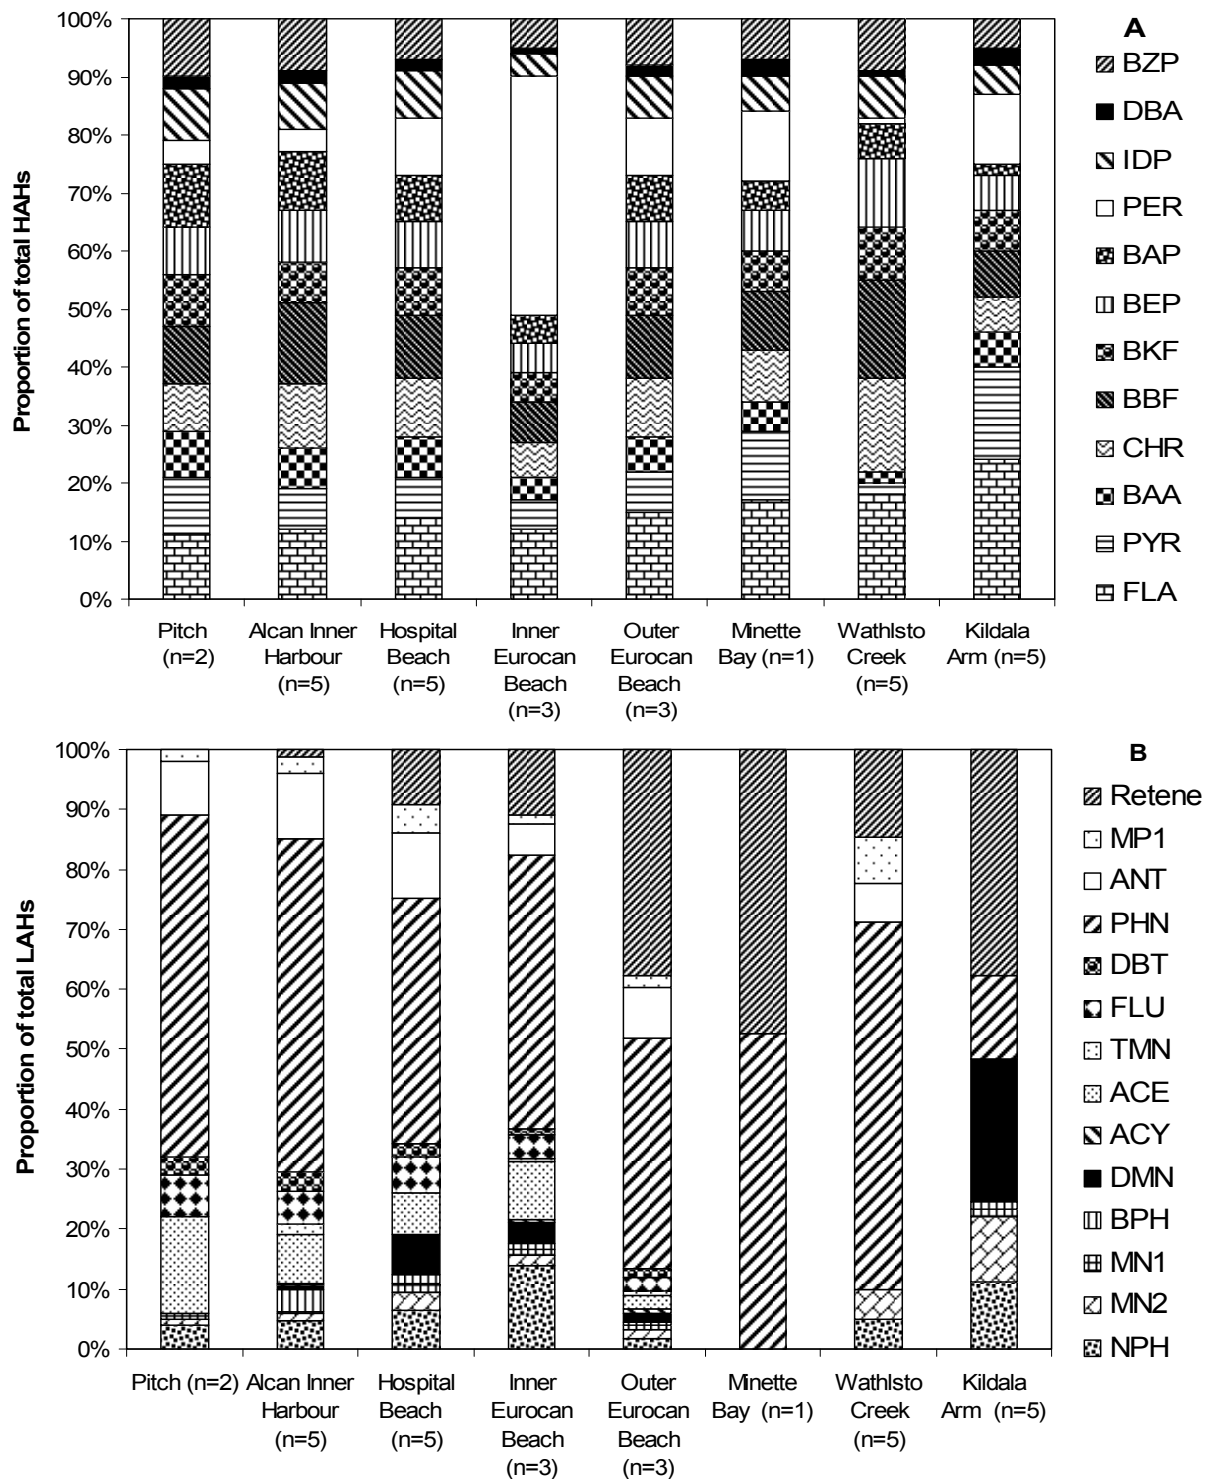 A
100%
90%
80%
70%
60%
50%
40%
30%
20%
10%
0%
Proportion of total HAHs
BZP
DBA
IDP
PER
BAP
BEP
BKF
BBF
CHR
BAA
PYR
FLA
Pitch
(n=2)
Alcan Inner
Harbour
(n=5)
Hospital
Beach
(n=5)
Inner
Eurocan
Beach
(n=3)
Outer
Eurocan
Beach
(n=3)
Minette
Bay (n=1)
Wathlsto
Creek
(n=5)
Kildala
Arm (n=5)
B
100%
90%
80%
70%
60%
50%
40%
30%
20%
10%
0%
Proportion of total LAHs
Retene
MP1
ANT
PHN
DBT
FLU
TMN
ACE
ACY
DMN
BPH
MN1
MN2
NPH
Pitch (n=2)
Alcan Inner
Harbour
(n=5)
Hospital
Beach
(n=5)
Inner
Eurocan
Beach
(n=3)
Outer
Eurocan
Beach
(n=3)
Minette
Bay (n=1)
Wathlsto
Creek
(n=5)
Kildala
Arm (n=5)